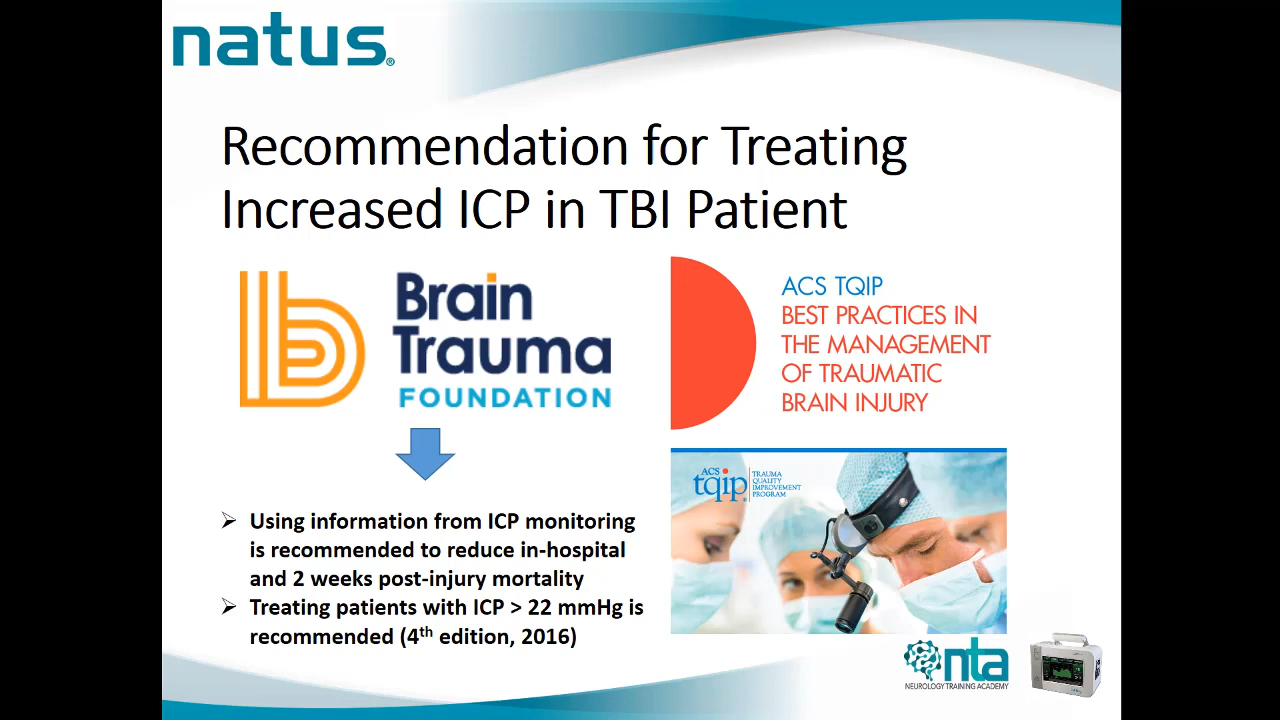 natus®
Recommendation for Treating
Increased ICP in TBI Patient
Brain
Trauma
FOUNDATION
ACS TQIP
BEST PRACTICES IN
THE MANAGEMENT
OF TRAUMATIC
BRAIN INJURY
➢ Using information from ICP monitoring
is recommended to reduce in-hospital
and 2 weeks post-injury mortality
➢ Treating patients with ICP > 22 mmHg is
recommended (4th edition, 2016)
ACS
tqip
TRAUMA
QUALITY
IMPROVEMENT
PROGRAM
nta
NEUROLOGY TRAINING ACADEMY